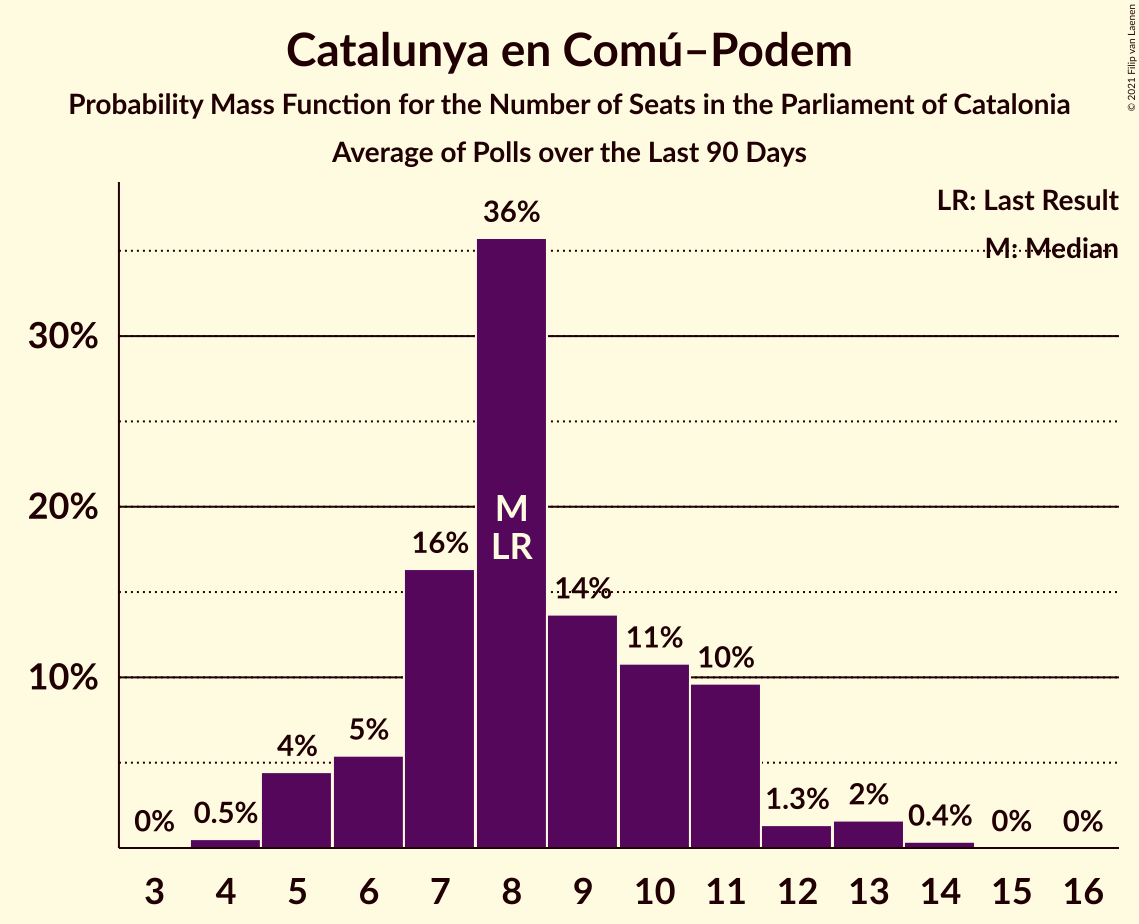 Catalunya en Comú–Podem
Probability Mass Function for the Number of Seats in the Parliament of Catalonia
Average of Polls over the Last 90 Days
© 2021 Filip van Laenen
LR: Last Result
M: Median
30%
20%
10%
0%
0.5%
4%
5%
16%
36%
14%
11%
10%
1.3%
2%
0.4%
0%
0%
M
LR
3 4 5 6 7 8 9 10 11 12 13 14 15 16